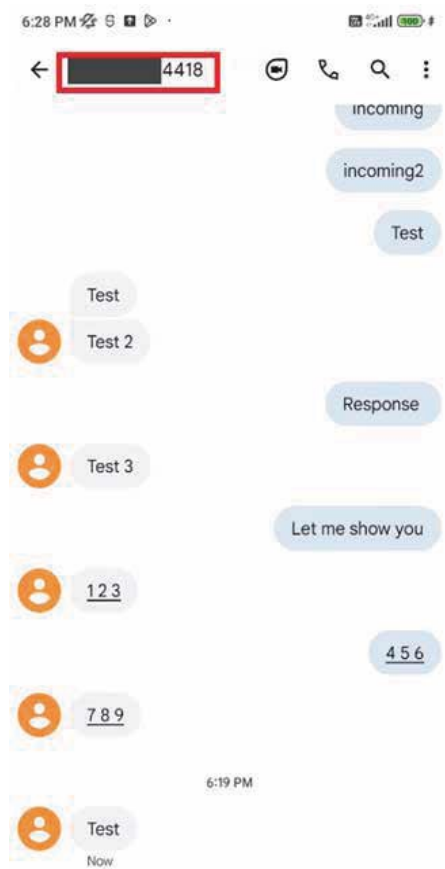 6:28 PM
4418
incoming
incoming2
Test
Test
Test 2
Response
Test 3
Let me show you
1 2 3
4 5 6
7 8 9
6:19 PM
Test
Now